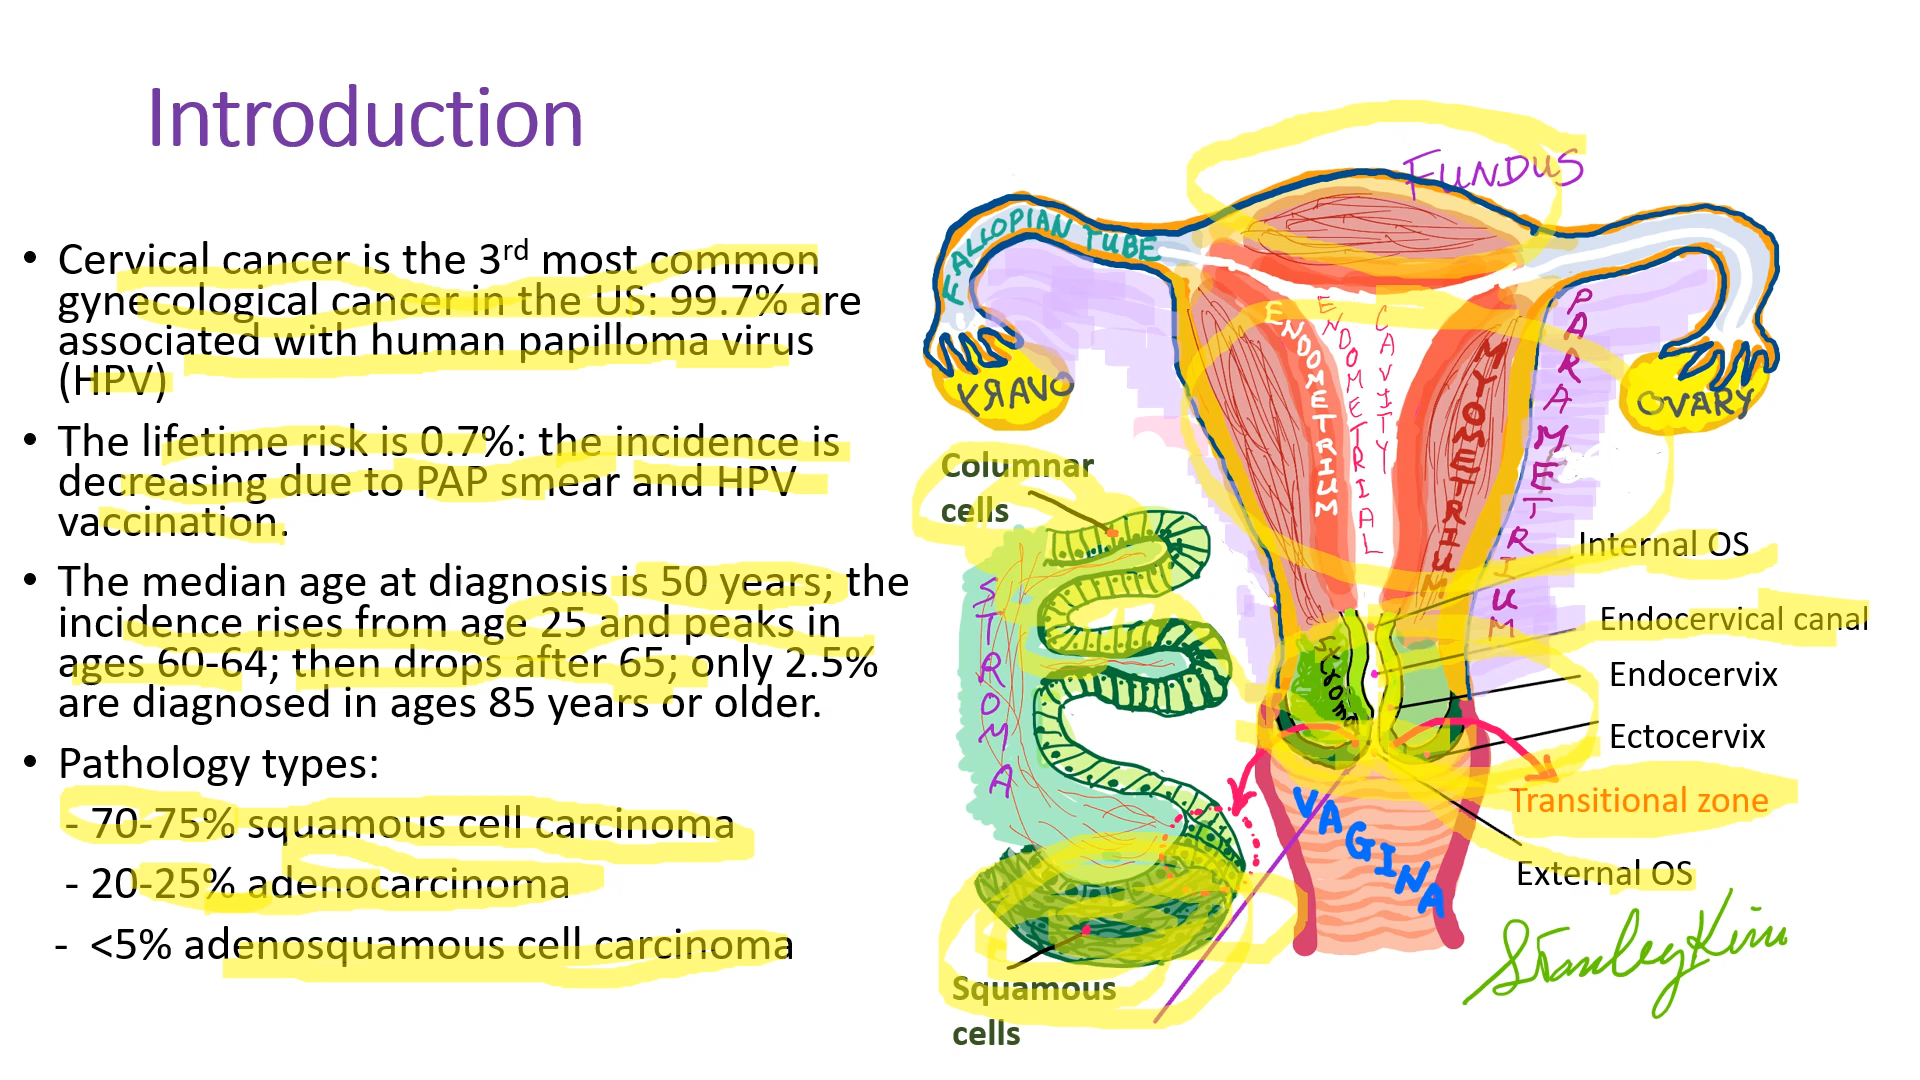 Introduction
• Cervical cancer is the 3rd most common
gynecological cancer in the US: 99.7% are
associated with human papilloma virus
(HPV)
• The lifetime risk is 0.7%: the incidence is
decreasing due to PAP smear and HPV
vaccination.
• The median age at diagnosis is 50 years; the
incidence rises from age 25 and peaks in
ages 60-64; then drops after 65; only 2.5%
are diagnosed in ages 85 years or older.
• Pathology types:
- 70-75% squamous cell carcinoma
- 20-25% adenocarcinoma
- <5% adenosquamous cell carcinoma
FUNDUS
FALLOPIAN TUBE
OVARY
ENDOMETRIUM
ENDOMETRIAL
CAVITY
MYOMETRIUM
PARAMETRIUM
OVARY
Columnar
cells
STROMA
Squamous
cells
Internal OS
Endocervical canal
Endocervix
Ectocervix
Transitional zone
External OS
VAGINA
Stanley Kim